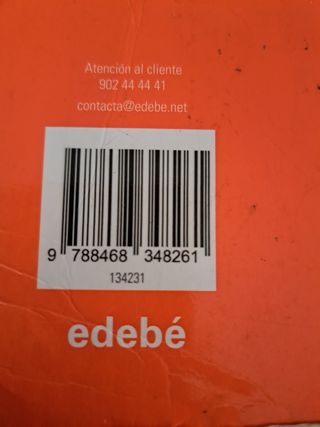 Atención al cliente
902 44 44 41
contacta@edebe.net
9 788468 348261
134231
edebé